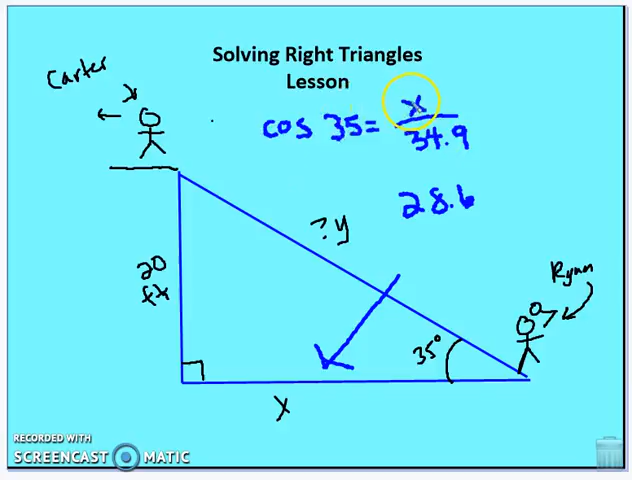 Solving Right Triangles
Lesson
Carter
cos 35 = x
34.9
28.6
? y
20
ft
Ryan
35°
x
RECORDED WITH
SCREENCAST MATIC